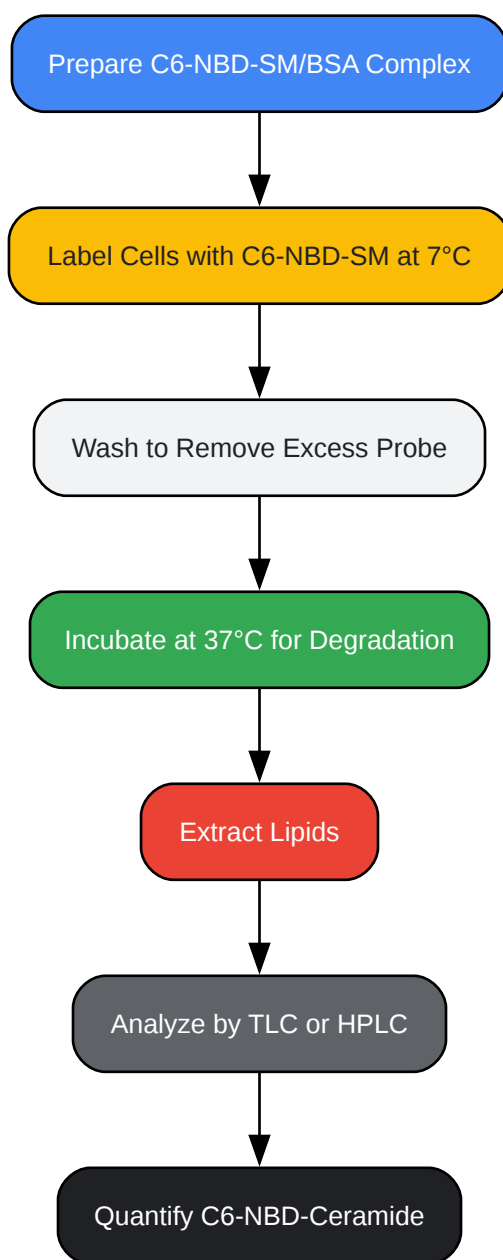 Prepare C6-NBD-SM/BSA Complex
Label Cells with C6-NBD-SM at 7°C
Wash to Remove Excess Probe
Incubate at 37°C for Degradation
Extract Lipids
Analyze by TLC or HPLC
Quantify C6-NBD-Ceramide